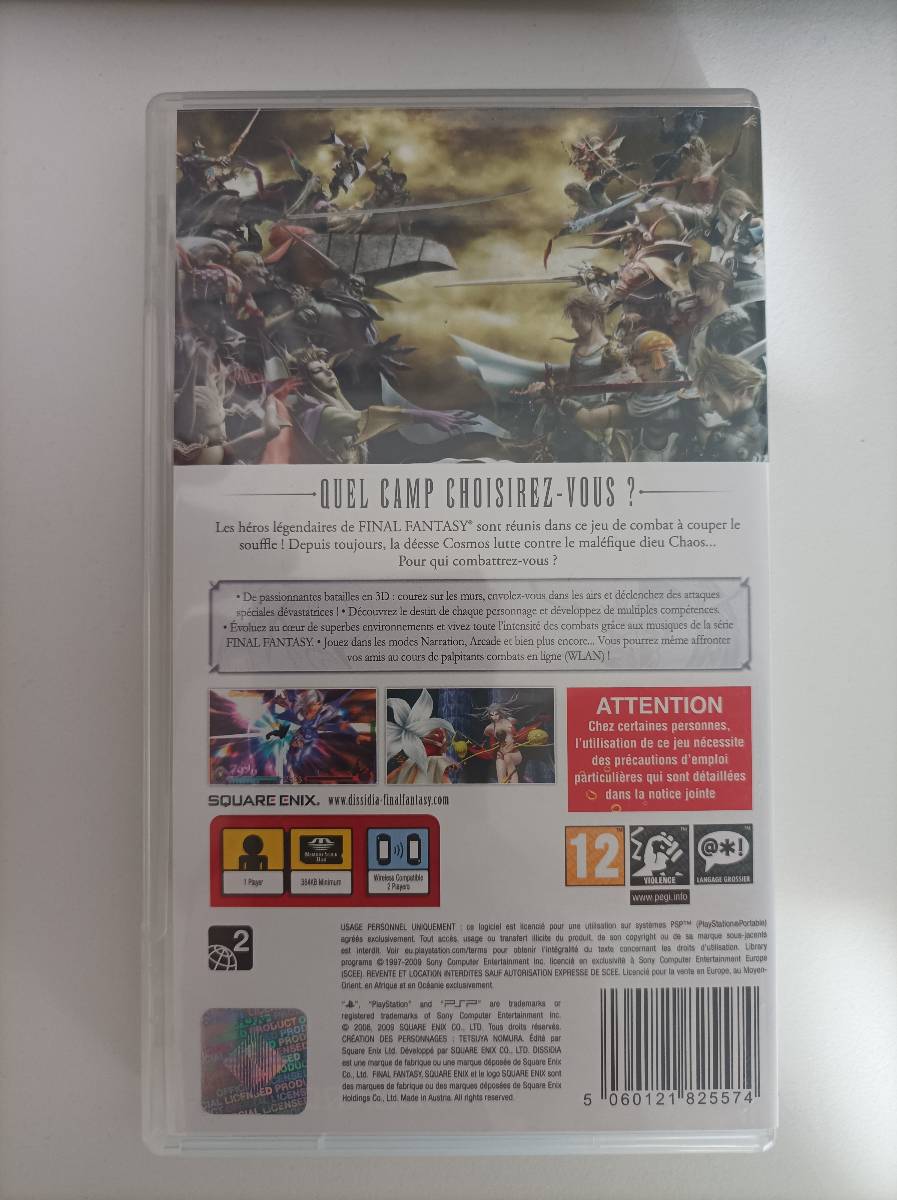 QUEL CAMP CHOISIREZ-VOUS ?
Les héros légendaires de FINAL FANTASY® sont réunis dans ce jeu de combat à couper le
souffle ! Depuis toujours, la déesse Cosmos lutte contre le maléfique dieu Chaos...
Pour qui combattrez-vous ?
• De passionnantes batailles en 3D : courez sur les murs, envolez-vous dans les airs et déclenchez des attaques
spéciales dévastatrices ! • Découvrez le destin de chaque personnage et développez de multiples compétences.
• Évoluez au cœur de superbes environnements et vivez toute l'intensité des combats grâce aux musiques de la série
FINAL FANTASY. • Jouez dans les modes Narration, Arcade et bien plus encore... Vous pourrez même affronter
vos amis au cours de palpitants combats en ligne (WLAN) !
ATTENTION
Chez certaines personnes,
l'utilisation de ce jeu nécessite
des précautions d'emploi
particulières qui sont détaillées
dans la notice jointe
SQUARE ENIX. www.dissidia-finalfantasy.com
1 Player
MEMORY STICK
DUO
384KB Minimum
Wireless Compatible
2 Players
12
VIOLENCE
@*!
LANGAGE GROSSIER
www.pegi.info
2
USAGE PERSONNEL UNIQUEMENT : ce logiciel est licencié pour une utilisation sur systèmes PSP™ (PlayStation®Portable)
agréés exclusivement. Tout accès, usage ou transfert illicite du produit, de son copyright ou de sa marque sous-jacents
est interdit. Voir eu.playstation.com/terms pour obtenir l'intégralité du texte concernant les droits d'utilisation. Library
programs ©1997-2009 Sony Computer Entertainment Inc. licencié en exclusivité à Sony Computer Entertainment Europe
(SCEE). REVENTE ET LOCATION INTERDITES SAUF AUTORISATION EXPRESSE DE SCEE. Licencié pour la vente en Europe, au Moyen-
Orient, en Afrique et en Océanie exclusivement.
"", "PlayStation" and "PSP" are trademarks or
registered trademarks of Sony Computer Entertainment Inc.
© 2008, 2009 SQUARE ENIX CO., LTD. Tous droits réservés.
CRÉATION DES PERSONNAGES : TETSUYA NOMURA. Édité par
Square Enix Ltd. Développé par SQUARE ENIX CO., LTD. DISSIDIA
est une marque de fabrique ou une marque déposée de Square Enix
Co., Ltd. FINAL FANTASY, SQUARE ENIX et le logo SQUARE ENIX sont
des marques de fabrique ou des marques déposées de Square Enix
Holdings Co., Ltd. Made in Austria. All rights reserved.
5 060121 825574